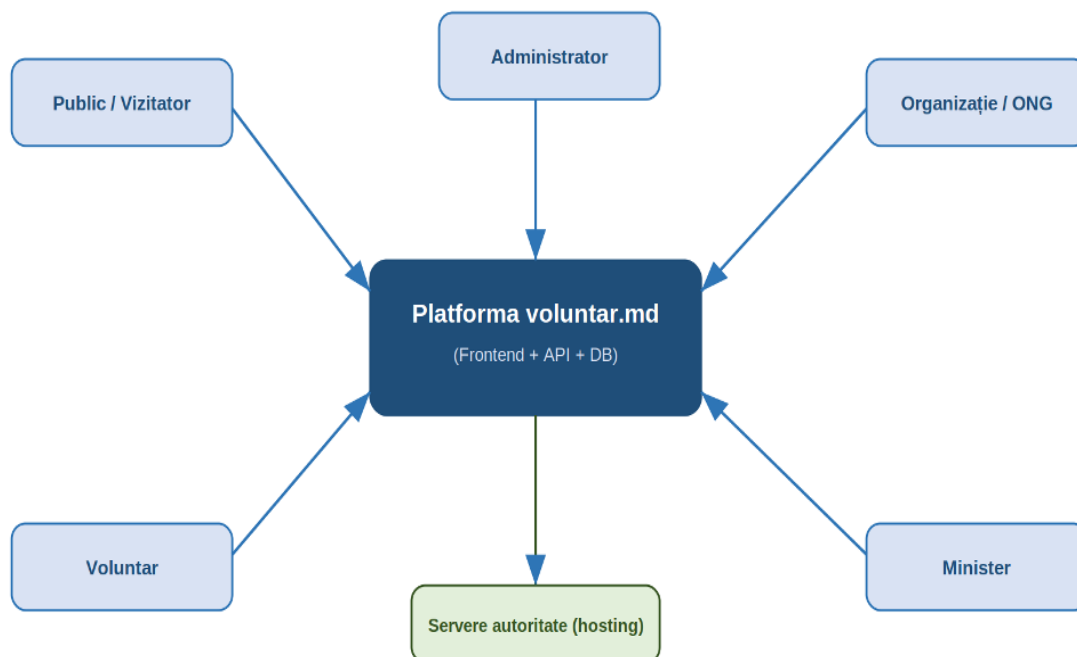 Administrator
Public / Vizitator
Organizație / ONG
Platforma voluntar.md
(Frontend + API + DB)
Voluntar
Minister
Servere autoritate (hosting)